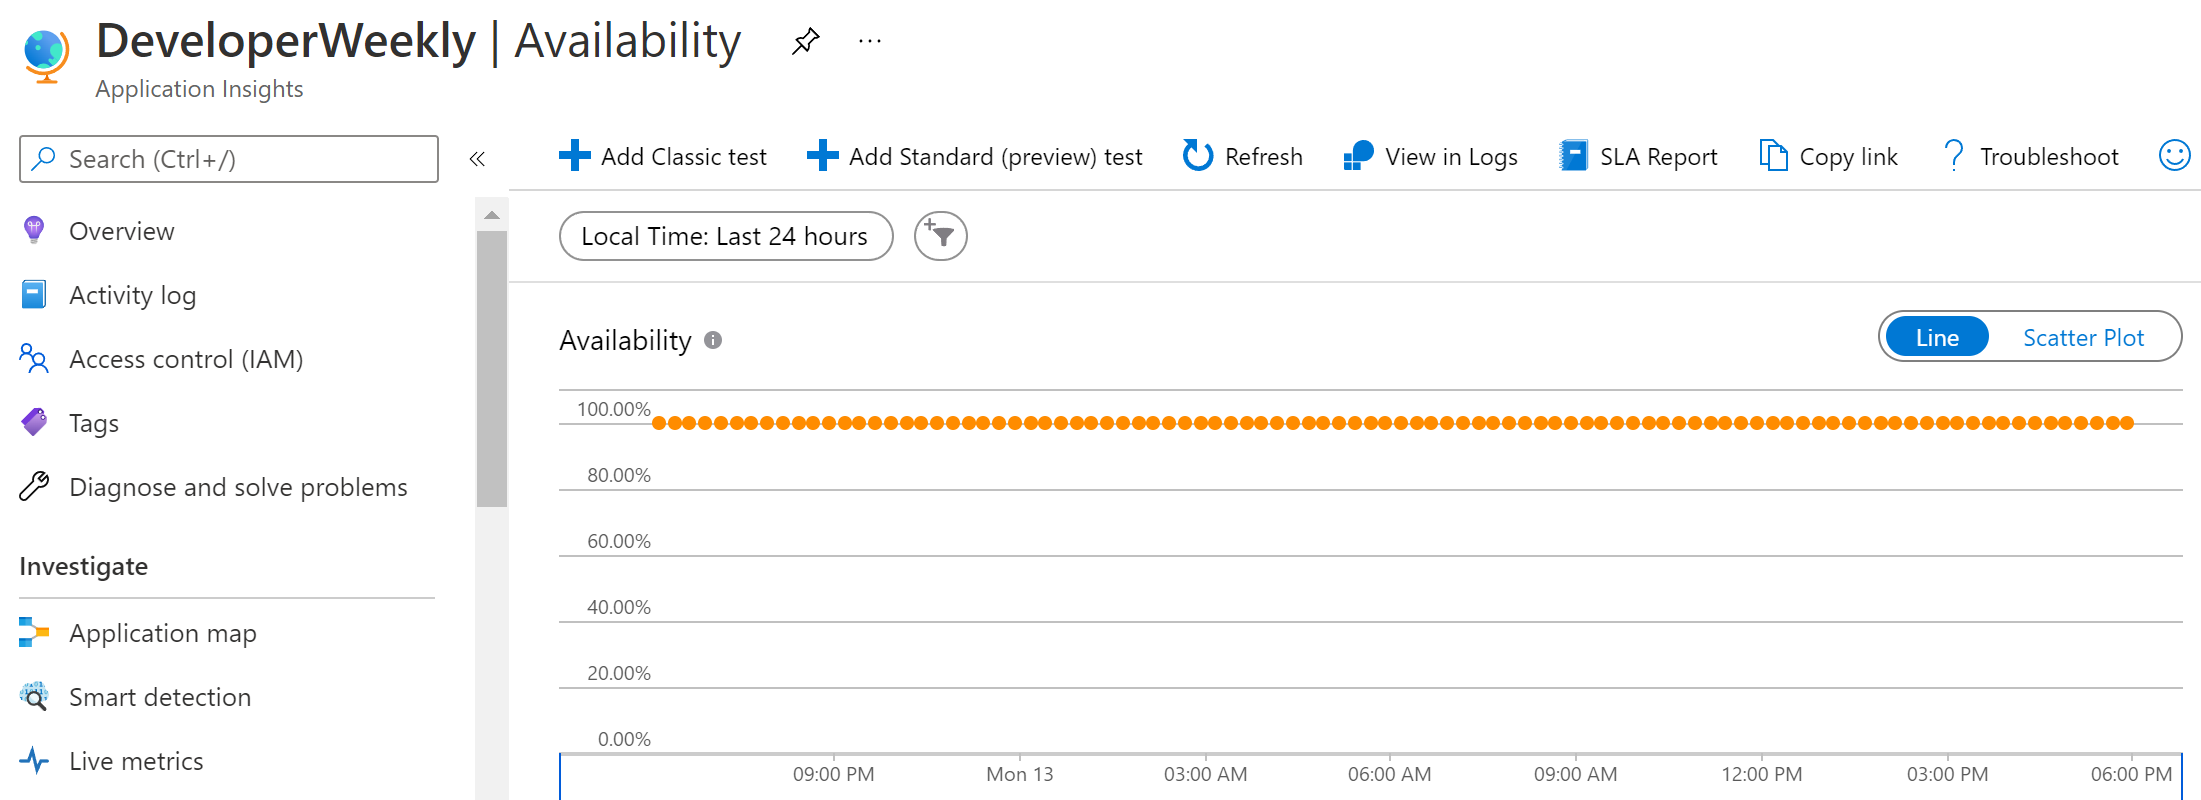 DeveloperWeekly | Availability
Application Insights
Search (Ctrl+/)
Overview
Activity log
Access control (IAM)
Tags
Diagnose and solve problems
Investigate
Application map
Smart detection
Live metrics
Add Classic test
Add Standard (preview) test
Refresh
View in Logs
SLA Report
Copy link
Troubleshoot
Local Time: Last 24 hours
Availability
Line
Scatter Plot
100.00%
80.00%
60.00%
40.00%
20.00%
0.00%
09:00 PM
Mon 13
03:00 AM
06:00 AM
09:00 AM
12:00 PM
03:00 PM
06:00 PM